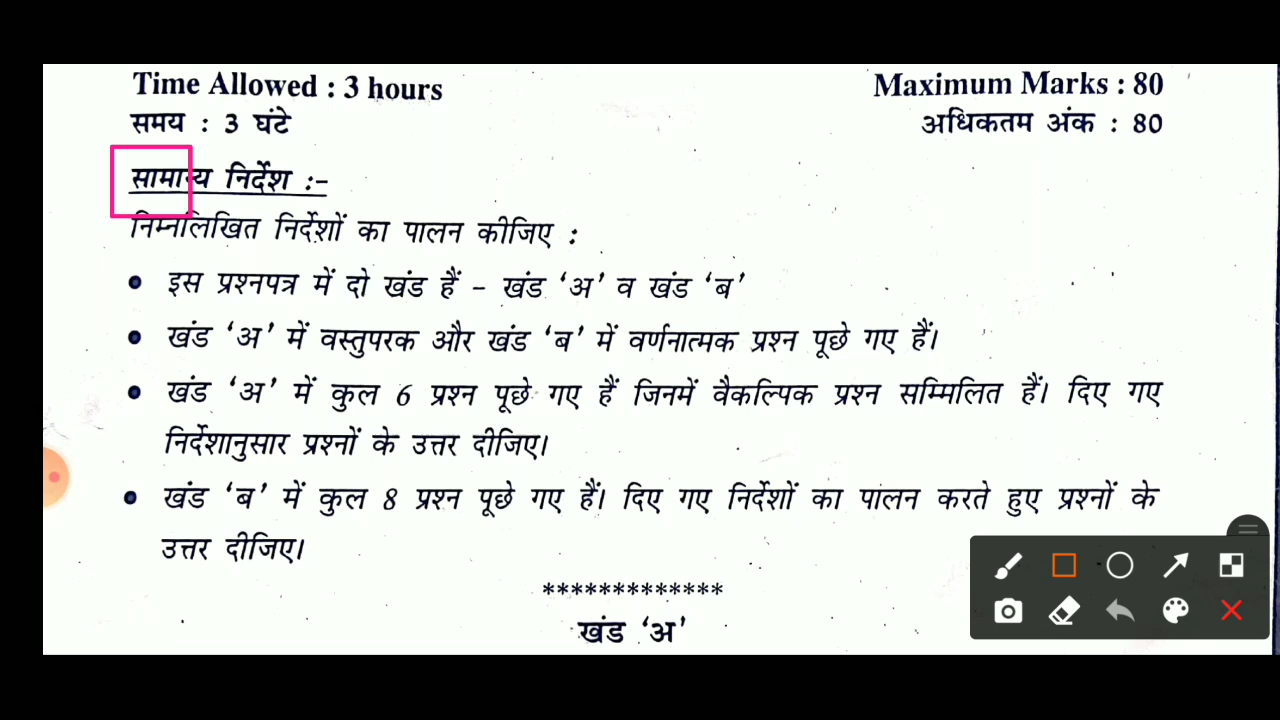 Time Allowed : 3 hours
Maximum Marks : 80
समय : 3 घंटे
अधिकतम अंक : 80
सामान्य निर्देश :-
निम्नलिखित निर्देशों का पालन कीजिए :
• इस प्रश्नपत्र में दो खंड हैं - खंड ‘अ’ व खंड ‘ब’
• खंड ‘अ’ में वस्तुपरक और खंड ‘ब’ में वर्णनात्मक प्रश्न पूछे गए हैं।
• खंड ‘अ’ में कुल 6 प्रश्न पूछे गए हैं जिनमें वैकल्पिक प्रश्न सम्मिलित हैं। दिए गए
निर्देशानुसार प्रश्नों के उत्तर दीजिए।
• खंड ‘ब’ में कुल 8 प्रश्न पूछे गए हैं। दिए गए निर्देशों का पालन करते हुए प्रश्नों के
उत्तर दीजिए।
*************
खंड ‘अ’